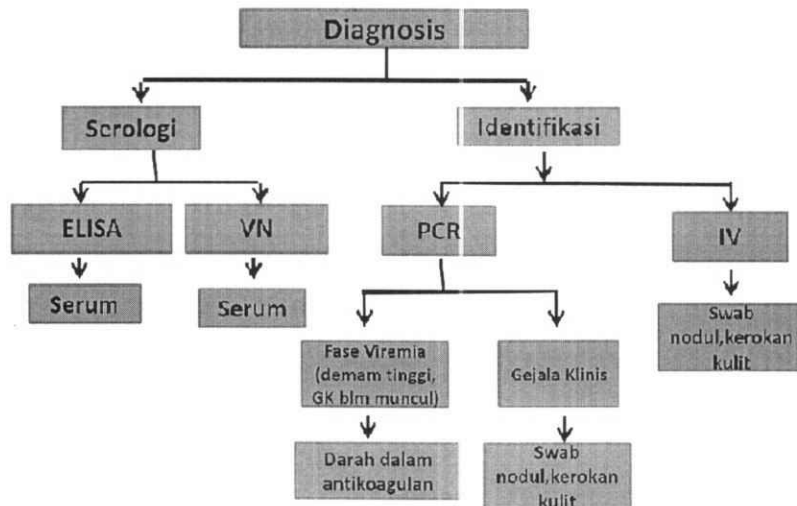 Diagnosis
Serologi
Identifikasi
ELISA
VN
PCR
IV
Serum
Serum
Swab
nodul,kerokan
kulit
Fase Viremia
(demam tinggi,
GK blm muncul)
Gejala Klinis
Darah dalam
antikoagulan
Swab
nodul,kerokan
kulit